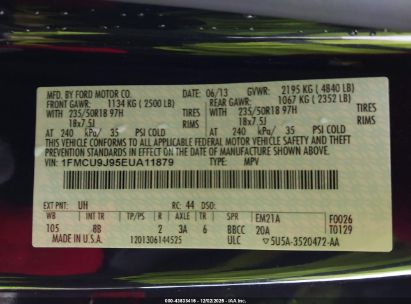 MFD. BY FORD MOTOR CO.
DATE: 06/13 GVWR: 2195 KG ( 4840 LB)
FRONT GAWR: 1134 KG ( 2500 LB) REAR GAWR: 1067 KG ( 2352 LB)
WITH 235/50R18 97H TIRES WITH 235/50R18 97H TIRES
18x7.5J RIMS 18x7.5J RIMS
AT 240 kPa/ 35 PSI COLD AT 240 kPa/ 35 PSI COLD
THIS VEHICLE CONFORMS TO ALL APPLICABLE FEDERAL MOTOR VEHICLE SAFETY AND THEFT PREVENTION STANDARDS IN EFFECT ON THE DATE OF MANUFACTURE SHOWN ABOVE.
VIN: 1FMCU9J95EUA11879 TYPE: MPV
EXT PNT: UH RC: 44 DSO: F0026
WB INT TR TP/PS R AXLE TR SPR EM21A T0129
105 8B 2 3A 6 BBCC 20A
MADE IN U.S.A. 1201306144525 ULC 5U5A-3520472-AA
000-43833416 - 12/02/2025 -